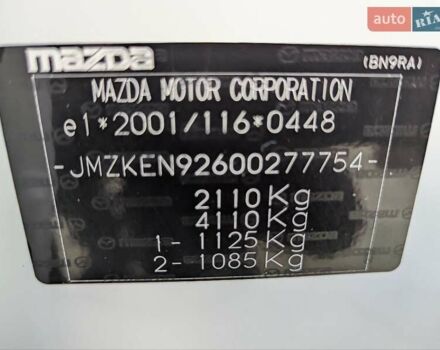 AUTO RIA
mazda (BN9RA)
MAZDA MOTOR CORPORATION
e1*2001/116*0448
-JMZKEN92600277754-
2110Kg
4110Kg
1- 1125Kg
2- 1085Kg